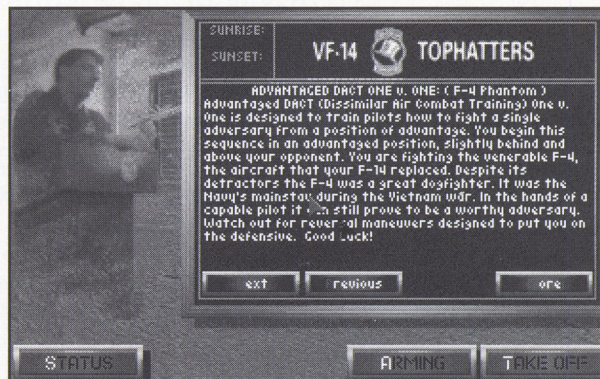 SUNRISE:
SUNSET:
VF-14 TOPHATTERS
ADVANTAGED DACT ONE v. ONE: ( F-4 Phantom )
Advantaged DACT (Dissimilar Air Combat Training) One v.
One is designed to train pilots how to fight a single
adversary from a position of advantage. You begin this
sequence in an advantaged position, slightly behind and
above your opponent. You are fighting the venerable F-4,
the aircraft that your F-14 replaced. Despite its
detractors the F-4 was a great dogfighter. It was the
Navy's mainstay during the Vietnam war. In the hands of a
capable pilot it can still prove to be a worthy adversary.
Watch out for reversal maneuvers designed to put you on
the defensive. Good Luck!
ext revious ore
STATUS ARMING TAKE OFF